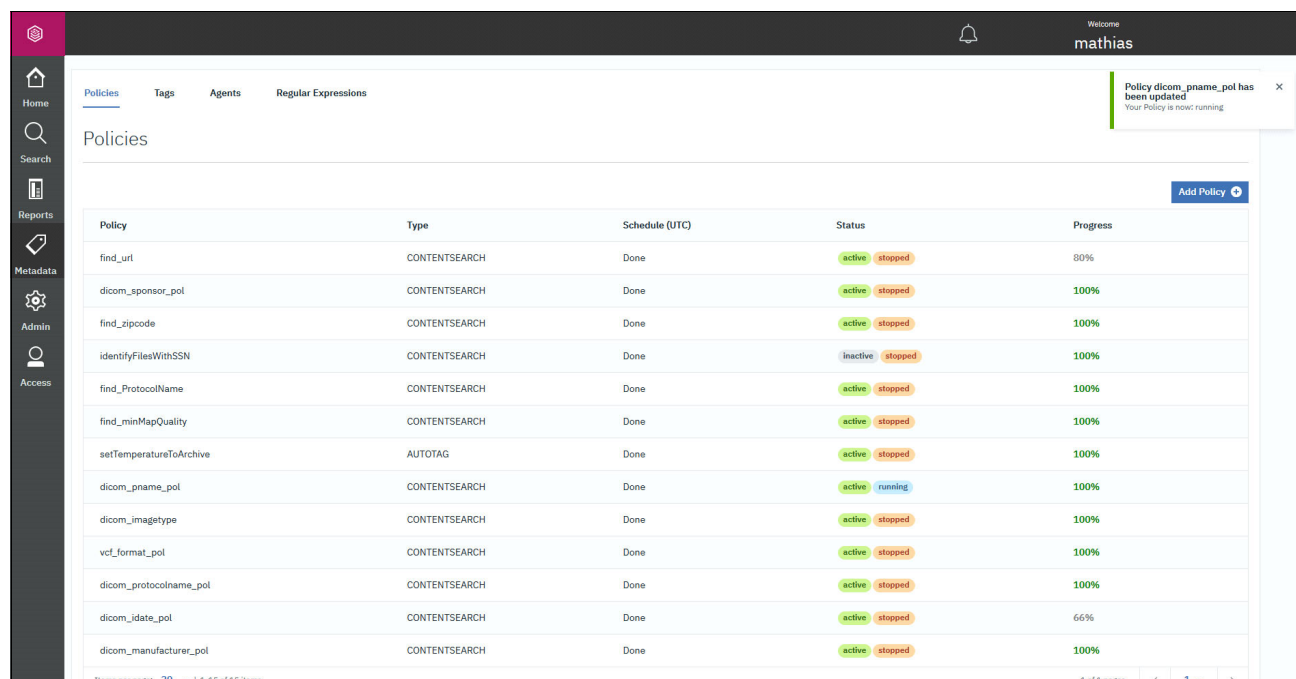 Welcome
mathias
Home
Search
Reports
Metadata
Admin
Access
Policies Tags Agents Regular Expressions
Policy dicom_pname_pol has
been updated
Your Policy is now: running
Policies
Add Policy
Policy Type Schedule (UTC) Status Progress
find_url CONTENTSEARCH Done active stopped 80%
dicom_sponsor_pol CONTENTSEARCH Done active stopped 100%
find_zipcode CONTENTSEARCH Done active stopped 100%
identifyFilesWithSSN CONTENTSEARCH Done inactive stopped 100%
find_ProtocolName CONTENTSEARCH Done active stopped 100%
find_minMapQuality CONTENTSEARCH Done active stopped 100%
setTemperatureToArchive AUTOTAG Done active stopped 100%
dicom_pname_pol CONTENTSEARCH Done active running 100%
dicom_imagetype CONTENTSEARCH Done active stopped 100%
vcf_format_pol CONTENTSEARCH Done active stopped 100%
dicom_protocolname_pol CONTENTSEARCH Done active stopped 100%
dicom_idate_pol CONTENTSEARCH Done active stopped 66%
dicom_manufacturer_pol CONTENTSEARCH Done active stopped 100%